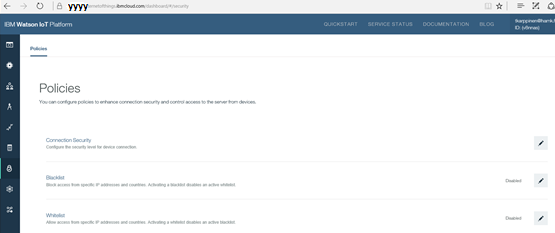 yyyy.internetofthings.ibmcloud.com/dashboard/#/security
IBM Watson IoT Platform
QUICKSTART SERVICE STATUS DOCUMENTATION BLOG
ID: (xflmsx)
Policies
Policies
You can configure policies to enhance connection security and control access to the server from devices.
Connection Security
Configure the security level for device connection.
Blacklist
Block access from specific IP addresses and countries. Activating a blacklist disables an active whitelist.
Disabled
Whitelist
Allow access from specific IP addresses and countries. Activating a whitelist disables an active blacklist.
Disabled